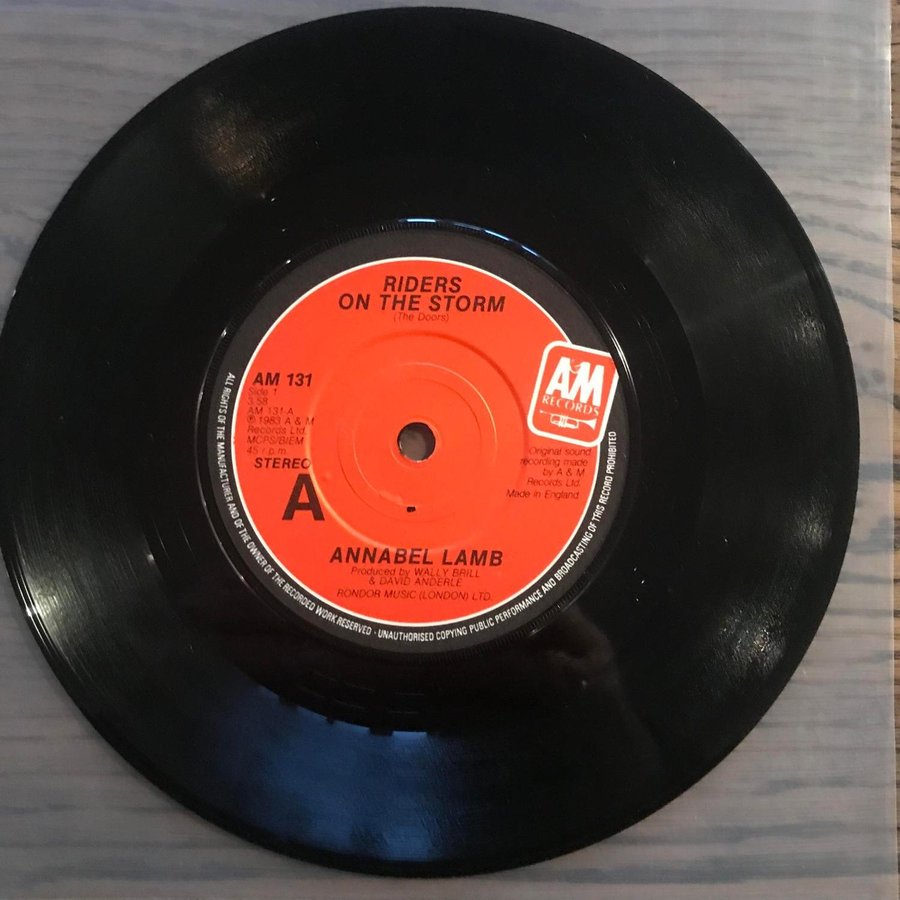 RIDERS
ON THE STORM
(The Doors)
AM 131
Side 1
3.58
AM 131-A
℗ 1983 A & M
Records Ltd.
MCPS/BIEM
45 r.p.m.
STEREO
A
A&M
RECORDS
Original sound
recording made
by A & M
Records Ltd.
Made in England
ANNABEL LAMB
Produced by WALLY BRILL
& DAVID ANDERLE
RONDOR MUSIC (LONDON) LTD.
ALL RIGHTS OF THE MANUFACTURER AND OF THE OWNER OF THE RECORDED WORK RESERVED · UNAUTHORISED COPYING PUBLIC PERFORMANCE AND BROADCASTING OF THIS RECORD PROHIBITED